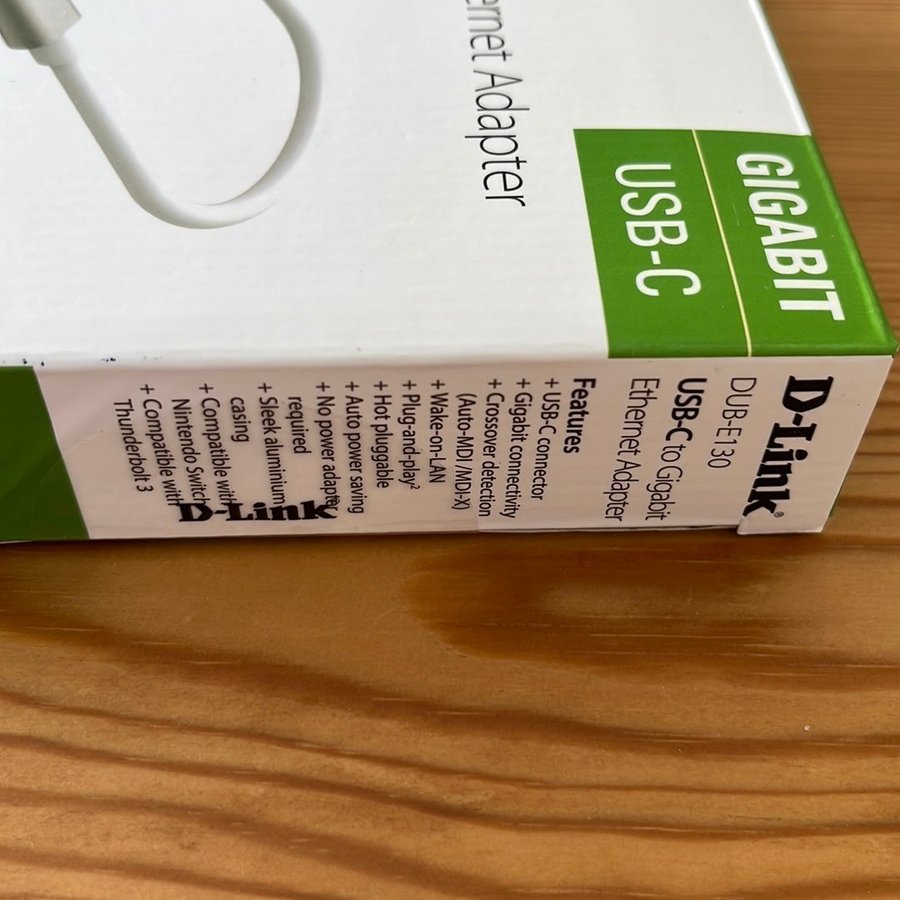 ernet Adapter
GIGABIT
USB-C
D-Link®
DUB-E130
USB-C to Gigabit
Ethernet Adapter
Features
+ USB-C connector
+ Gigabit connectivity
+ Crossover detection
(Auto-MDI /MDI-X)
+ Wake-on-LAN
+ Plug-and-play²
+ Hot pluggable
+ Auto power saving
+ No power adapter
required
+ Sleek aluminium
casing
+ Compatible with
Nintendo Switch
+ Compatible with
Thunderbolt 3
D-Link